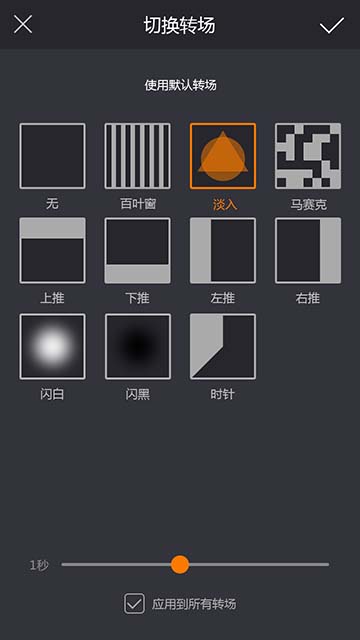 切换转场
使用默认转场
无 百叶窗 淡入 马赛克
上推 下推 左推 右推
闪白 闪黑 时针
1秒
应用到所有转场